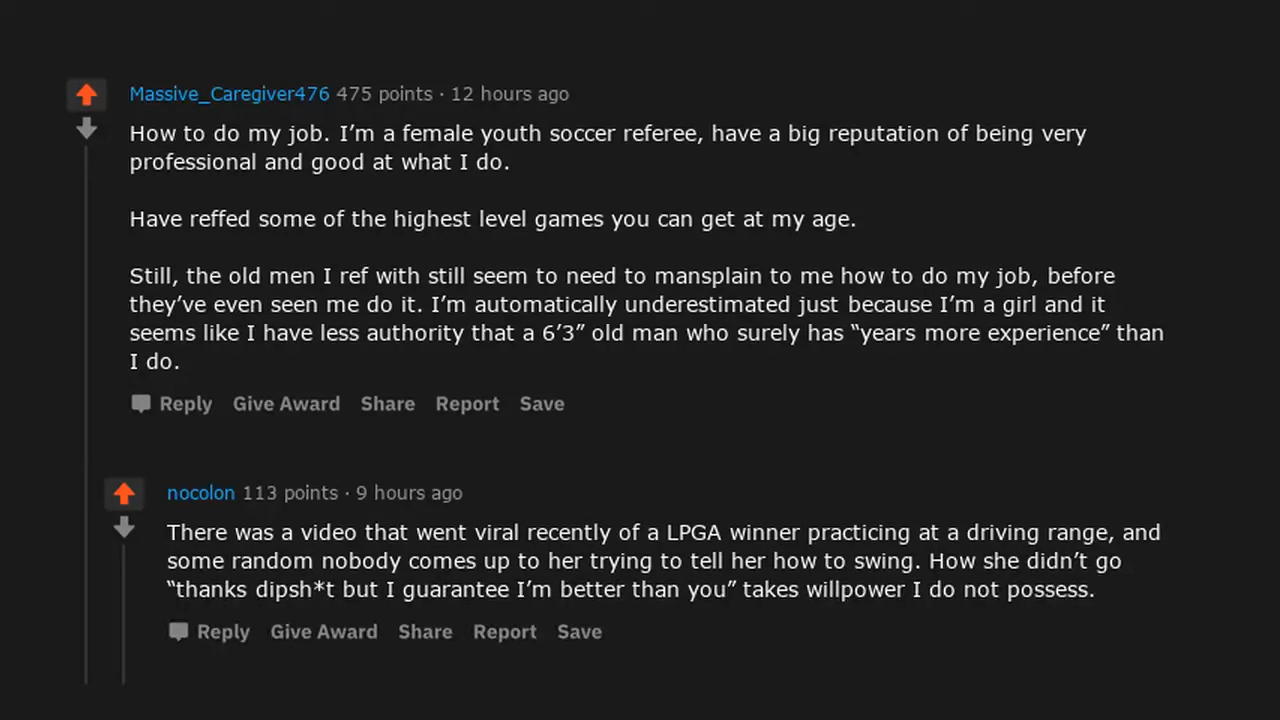 Massive_Caregiver476 475 points · 12 hours ago
How to do my job. I’m a female youth soccer referee, have a big reputation of being very
professional and good at what I do.
Have reffed some of the highest level games you can get at my age.
Still, the old men I ref with still seem to need to mansplain to me how to do my job, before
they’ve even seen me do it. I’m automatically underestimated just because I’m a girl and it
seems like I have less authority that a 6’3” old man who surely has “years more experience” than
I do.
Reply Give Award Share Report Save
nocolon 113 points · 9 hours ago
There was a video that went viral recently of a LPGA winner practicing at a driving range, and
some random nobody comes up to her trying to tell her how to swing. How she didn’t go
“thanks dipsh*t but I guarantee I’m better than you” takes willpower I do not possess.
Reply Give Award Share Report Save